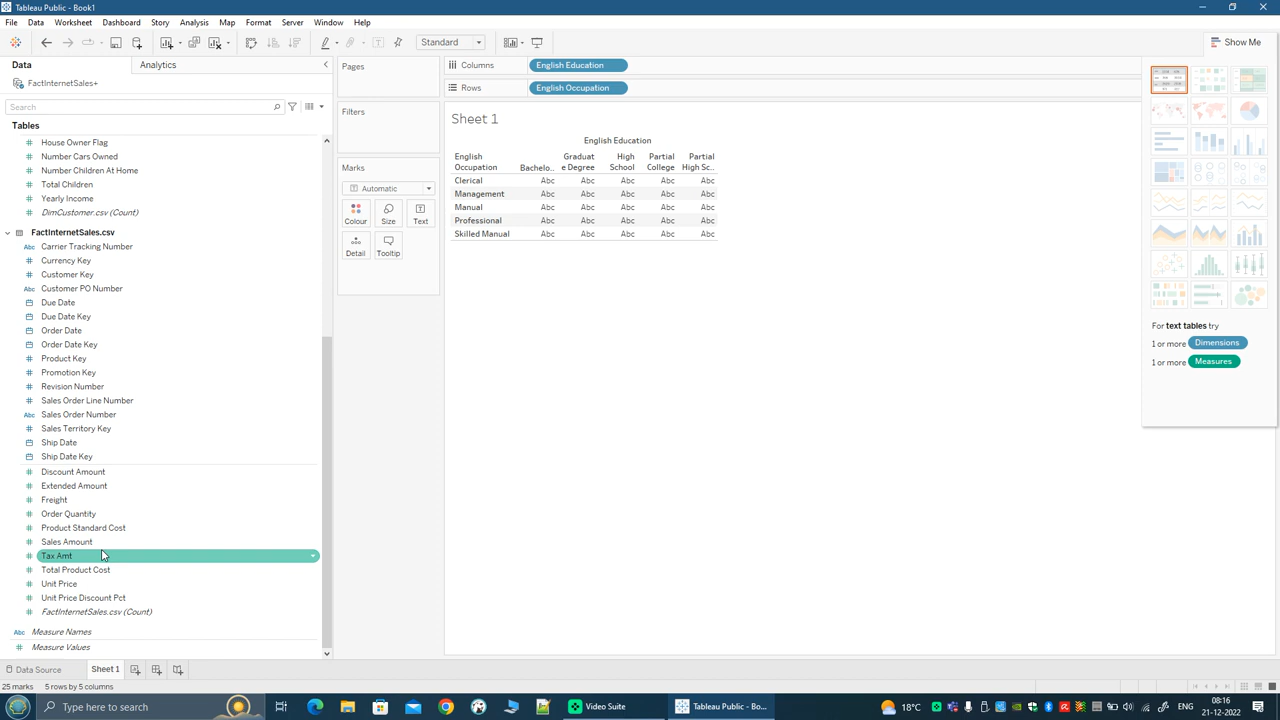 Tableau Public - Book1
File Data Worksheet Dashboard Story Analysis Map Format Server Window Help
Standard
Show Me
Data Analytics
FactInternetSales+
Search
Tables
House Owner Flag
Number Cars Owned
Number Children At Home
Total Children
Yearly Income
DimCustomer.csv (Count)
FactInternetSales.csv
Abc Carrier Tracking Number
Currency Key
Customer Key
Abc Customer PO Number
Due Date
Due Date Key
Order Date
Order Date Key
Product Key
Promotion Key
Revision Number
Sales Order Line Number
Abc Sales Order Number
Sales Territory Key
Ship Date
Ship Date Key
Discount Amount
Extended Amount
Freight
Order Quantity
Product Standard Cost
Sales Amount
Tax Amt
Total Product Cost
Unit Price
Unit Price Discount Pct
FactInternetSales.csv (Count)
Abc Measure Names
Measure Values
Pages
Filters
Marks
Automatic
Colour Size Text
Detail Tooltip
Columns English Education
Rows English Occupation
Sheet 1
English Education
English Occupation Bachelo.. Graduat e Degree High School Partial College Partial High Sc..
Clerical Abc Abc Abc Abc Abc
Management Abc Abc Abc Abc Abc
Manual Abc Abc Abc Abc Abc
Professional Abc Abc Abc Abc Abc
Skilled Manual Abc Abc Abc Abc Abc
For text tables try
1 or more Dimensions
1 or more Measures
Data Source Sheet 1
25 marks 5 rows by 5 columns
Type here to search
Video Suite
Tableau Public - Bo...
18°C
ENG
08:16
21-12-2022